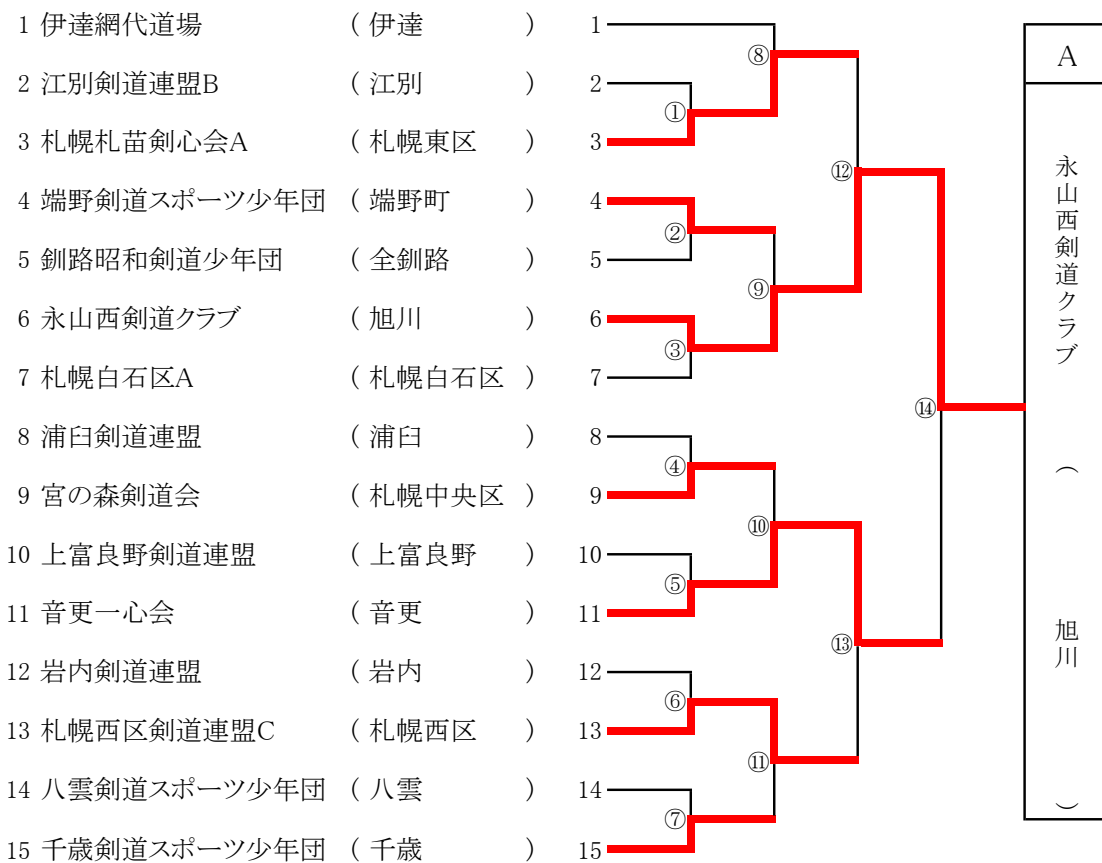 1 伊達網代道場 ( 伊達 ) 1
2 江別剣道連盟B ( 江別 ) 2
3 札幌札苗剣心会A ( 札幌東区 ) 3
4 端野剣道スポーツ少年団 ( 端野町 ) 4
5 釧路昭和剣道少年団 ( 全釧路 ) 5
6 永山西剣道クラブ ( 旭川 ) 6
7 札幌白石区A ( 札幌白石区 ) 7
8 浦臼剣道連盟 ( 浦臼 ) 8
9 宮の森剣道会 ( 札幌中央区 ) 9
10 上富良野剣道連盟 ( 上富良野 ) 10
11 音更一心会 ( 音更 ) 11
12 岩内剣道連盟 ( 岩内 ) 12
13 札幌西区剣道連盟C ( 札幌西区 ) 13
14 八雲剣道スポーツ少年団 ( 八雲 ) 14
15 千歳剣道スポーツ少年団 ( 千歳 ) 15
①
②
③
④
⑤
⑥
⑦
⑧
⑨
⑩
⑪
⑫
⑬
⑭
A
永山西剣道クラブ ( 旭川 )